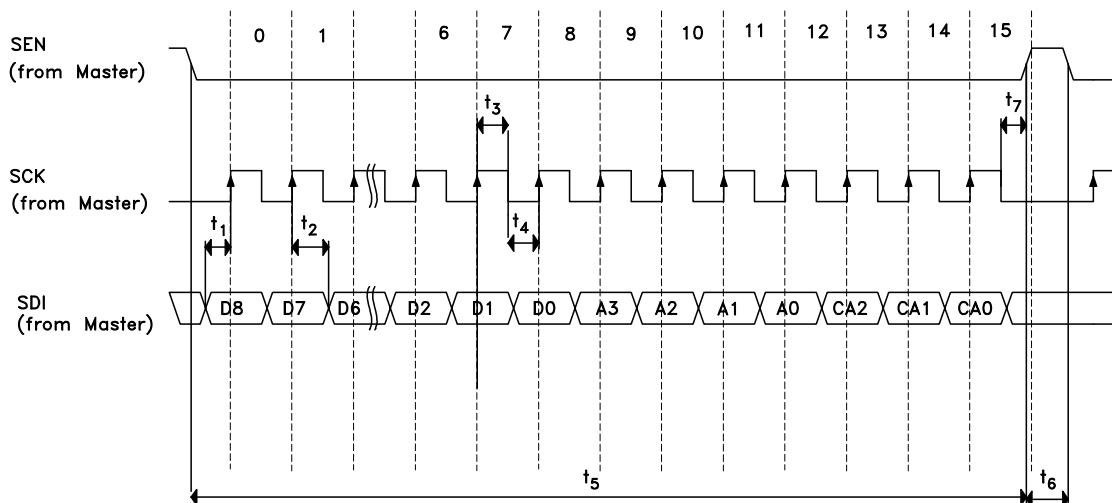 0 1 6 7 8 9 10 11 12 13 14 15
SEN
(from Master)
t3 t7
SCK
(from Master)
t1 t2 t4
SDI
(from Master)
D8 D7 D6 D2 D1 D0 A3 A2 A1 A0 CA2 CA1 CA0
t5 t6